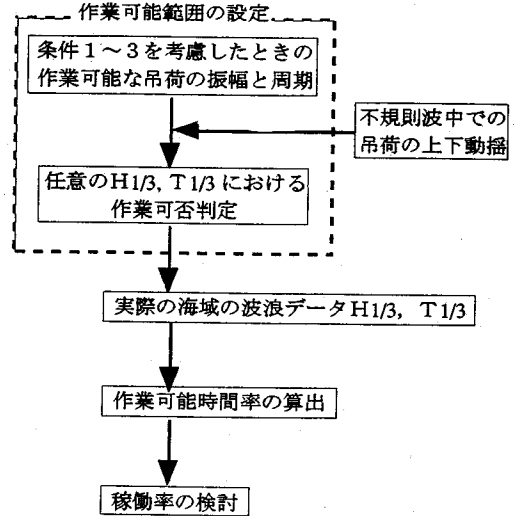 作業可能範囲の設定
条件1～3を考慮したときの
作業可能な吊荷の振幅と周期
不規則波中での
吊荷の上下動揺
任意のH1/3, T1/3 における
作業可否判定
実際の海域の波浪データH1/3, T1/3
作業可能時間率の算出
稼働率の検討